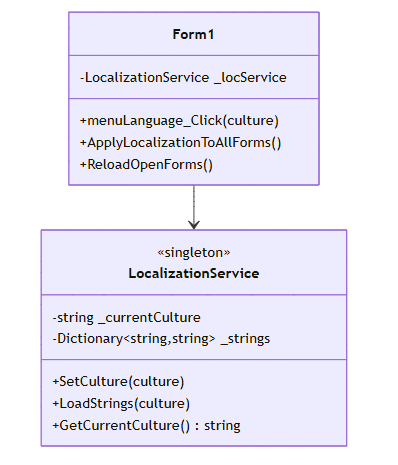 Form1
-LocalizationService _locService
+menuLanguage_Click(culture)
+ApplyLocalizationToAllForms()
+ReloadOpenForms()
«singleton»
LocalizationService
-string _currentCulture
-Dictionary<string,string> _strings
+SetCulture(culture)
+LoadStrings(culture)
+GetCurrentCulture() : string